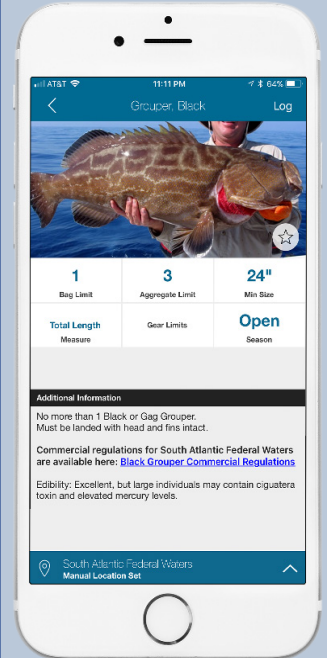 AT&T 11:11 PM 64%
Grouper, Black Log
1 3 24"
Bag Limit Aggregate Limit Min Size
Total Length Gear Limits Open
Measure Season
Additional Information
No more than 1 Black or Gag Grouper.
Must be landed with head and fins intact.
Commercial regulations for South Atlantic Federal Waters
are available here: Black Grouper Commercial Regulations
Edibility: Excellent, but large individuals may contain ciguatera
toxin and elevated mercury levels.
South Atlantic Federal Waters
Manual Location Set